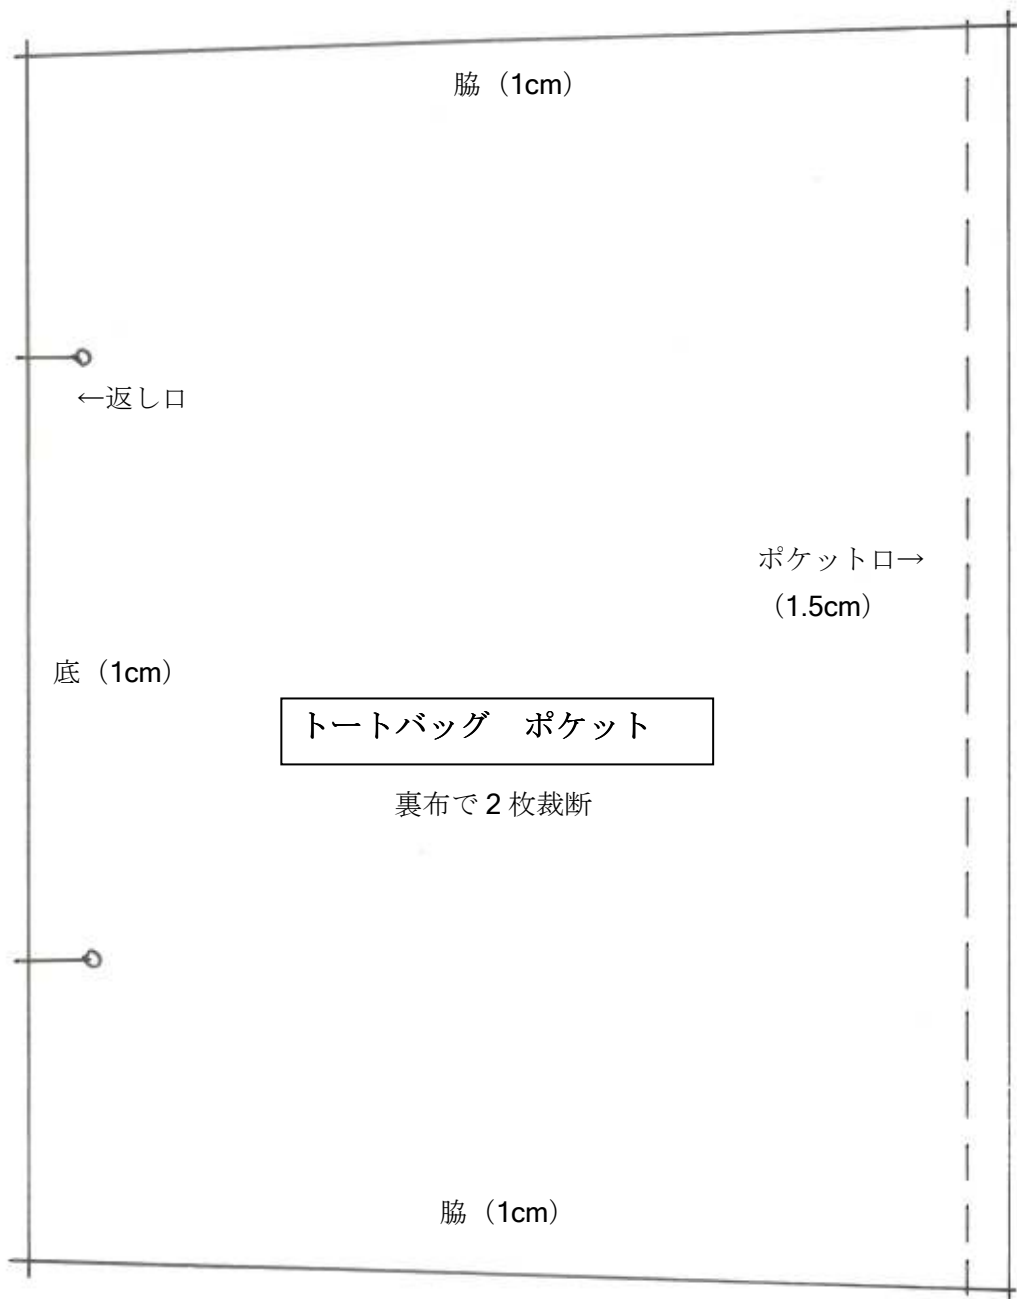 脇（1cm）
←返し口
ポケット口→
（1.5cm）
底（1cm）
トートバッグ　ポケット
裏布で 2 枚裁断
脇（1cm）